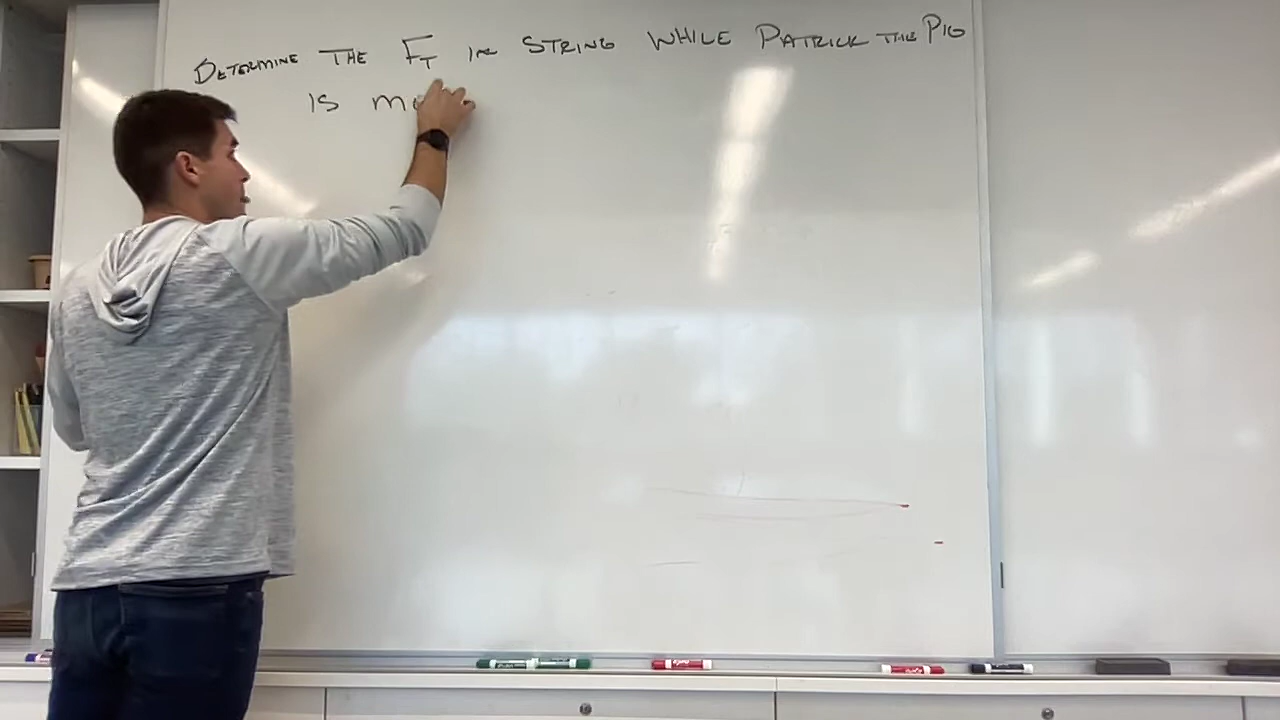 DETERMINE THE F_T IN STRING WHILE PATRICK THE PIG
IS